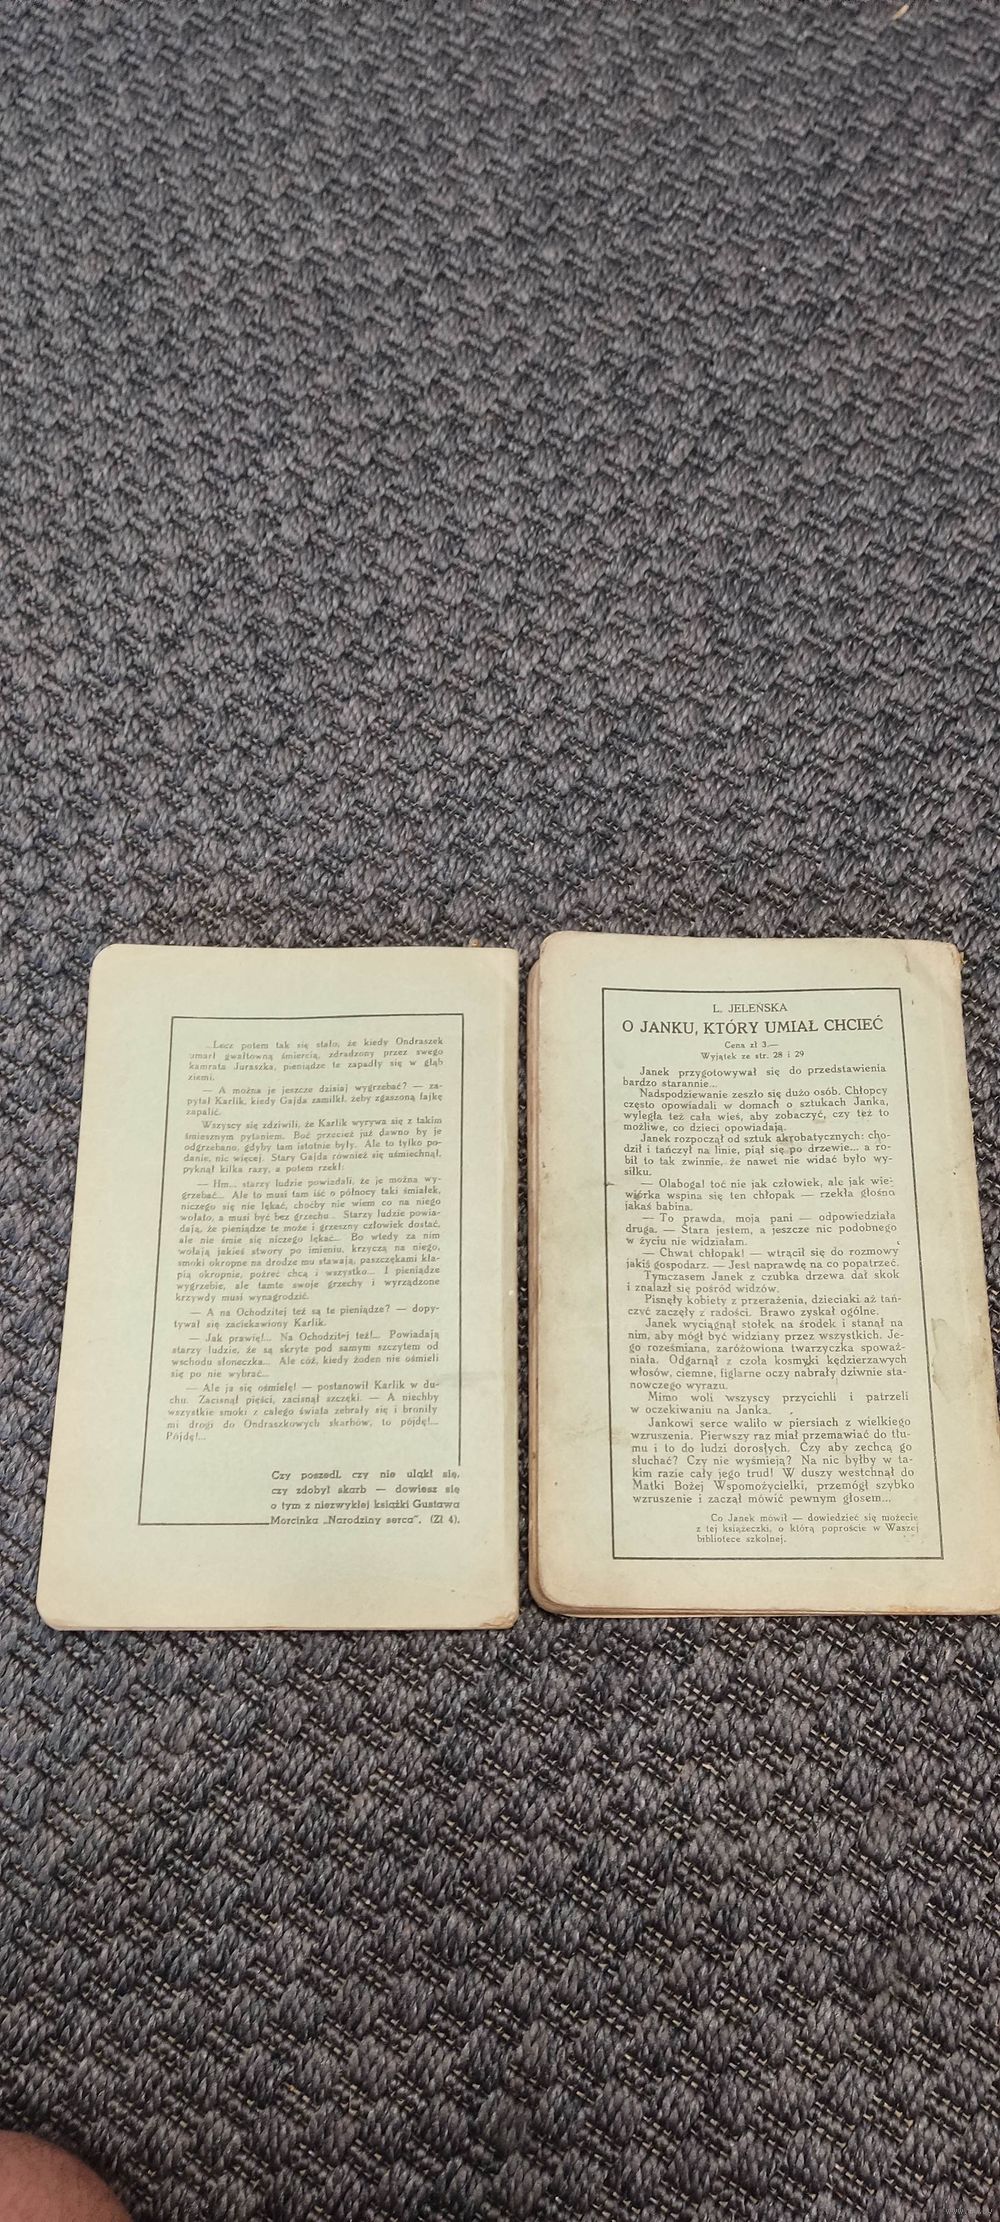 ...Lecz potem tak się stało, że kiedy Ondraszek
umarł gwałtowną śmiercią, zdradzony przez swego
kamrata Juraszka, pieniądze te zapadły się w głąb
ziemi.
— A można je jeszcze dzisiaj wygrzebać? — za-
pytał Karlik, kiedy Gajda zamilkł, żeby zgaszoną fajkę
zapalić.
Wszyscy się zdziwili, że Karlik wyrywa się z takim
śmiesznym pytaniem. Boć przecież już dawno by je
odgrzebano, gdyby tam istotnie były. Ale to tylko po-
danie, nic więcej. Stary Gajda również się uśmiechnął,
pyknął kilka razy, a potem rzekł:
— Hm... starzy ludzie powiadali, że je można wy-
grzebać... Ale to musi tam iść o północy taki śmiałek,
niczego się nie lękać, choćby nie wiem co na niego
wołało, a musi być bez grzechu... Starzy ludzie powia-
dają, że pieniądze te może i grzeszny człowiek dostać,
ale nie śmie się niczego lękać... Bo wtedy za nim
wołają jakieś stwory po imieniu, krzyczą na niego,
smoki okropne na drodze mu stawają, paszczękami kła-
pią okropnie, pożreć chcą i wszystko... I pieniądze
wygrzebie, ale tamte swoje grzechy i wyrządzone
krzywdy musi wynagrodzić.
— A na Ochodzitej też są te pieniądze? — dopy-
tywał się zaciekawiony Karlik.
— Jak prawię!... Na Ochodzitej też!... Powiadają
starzy ludzie, że są skryte pod samym szczytem od
wschodu słoneczka... Ale cóż, kiedy żaden nie ośmieli
się po nie wybrać...
— Ale ja się ośmielę! — postanowił Karlik w du-
chu. Zacisnął pięści, zacisnął szczęki. — A niechby
wszystkie smoki z całego świata zebrały się i broniły
mi drogi do Ondraszkowych skarbów, to pójdę!...
Pójdę!...
Czy poszedł, czy nie uląkł się,
czy zdobył skarb — dowiesz się
o tym z niezwykłej książki Gustawa
Morcinka „Narodziny serca". (Zł 4).
L. JELEŃSKA
O JANKU, KTÓRY UMIAŁ CHCIEĆ
Cena zł 3.—
Wyjątek ze str. 28 i 29
Janek przygotowywał się do przedstawienia
bardzo starannie...
Nadspodziewanie zeszło się dużo osób. Chłopcy
często opowiadali w domach o sztukach Janka,
wyległa też cała wieś, aby zobaczyć, czy też to
możliwe, co dzieci opowiadają.
Janek rozpoczął od sztuk akrobatycznych: cho-
dził i tańczył na linie, piął się po drzewie... a ro-
bił to tak zwinnie, że nawet nie widać było wy-
siłku.
— Olaboga! toć nie jak człowiek, ale jak wie-
wiórka wspina się ten chłopak — rzekła głośno
jakaś babina.
— To prawda, moja pani — odpowiedziała
druga. — Stara jestem, a jeszcze nic podobnego
w życiu nie widziałam.
— Chwat chłopak! — wtrącił się do rozmowy
jakiś gospodarz. — Jest naprawdę na co popatrzeć.
Tymczasem Janek z czubka drzewa dał skok
i znalazł się pośród widzów.
Pisnęły kobiety z przerażenia, dzieciaki aż tań-
czyć zaczęły z radości. Brawo zyskał ogólne.
Janek wyciągnął stołek na środek i stanął na
nim, aby mógł być widziany przez wszystkich. Je-
go roześmiana, zaróżowiona twarzyczka spoważ-
niała. Odgarnął z czoła kosmyki kędzierzawych
włosów, ciemne, figlarne oczy nabrały dziwnie sta-
nowczego wyrazu.
Mimo woli wszyscy przycichli i patrzeli
w oczekiwaniu na Janka.
Jankowi serce waliło w piersiach z wielkiego
wzruszenia. Pierwszy raz miał przemawiać do tłu-
mu i to do ludzi dorosłych. Czy aby zechcą go
słuchać? Czy nie wyśmieją? Na nic byłby w ta-
kim razie cały jego trud! W duszy westchnął do
Matki Bożej Wspomożycielki, przemógł szybko
wzruszenie i zaczął mówić pewnym głosem...
Co Janek mówił — dowiedzieć się możecie
z tej książeczki, o którą poproście w Waszej
bibliotece szkolnej.